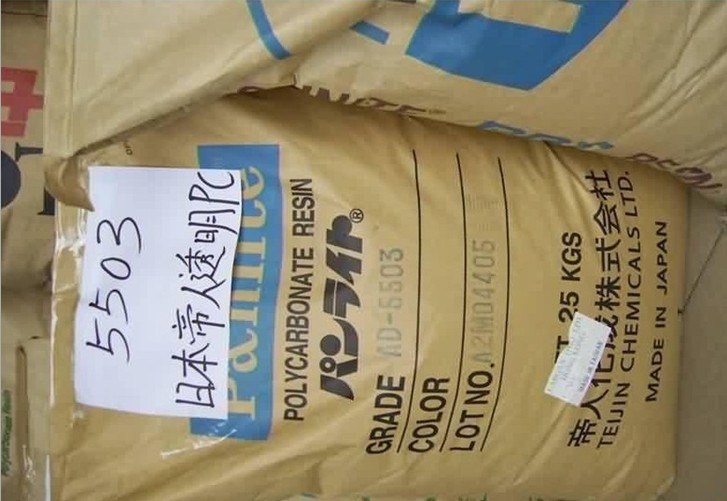 5503
日本帝人透明PC
Panlite
POLYCARBONATE RESIN
パンライト®
GRADE AD-5503
COLOR
LOT NO. A2M04405
25 KGS
帝人化成株式会社
TEIJIN CHEMICALS LTD.
MADE IN JAPAN